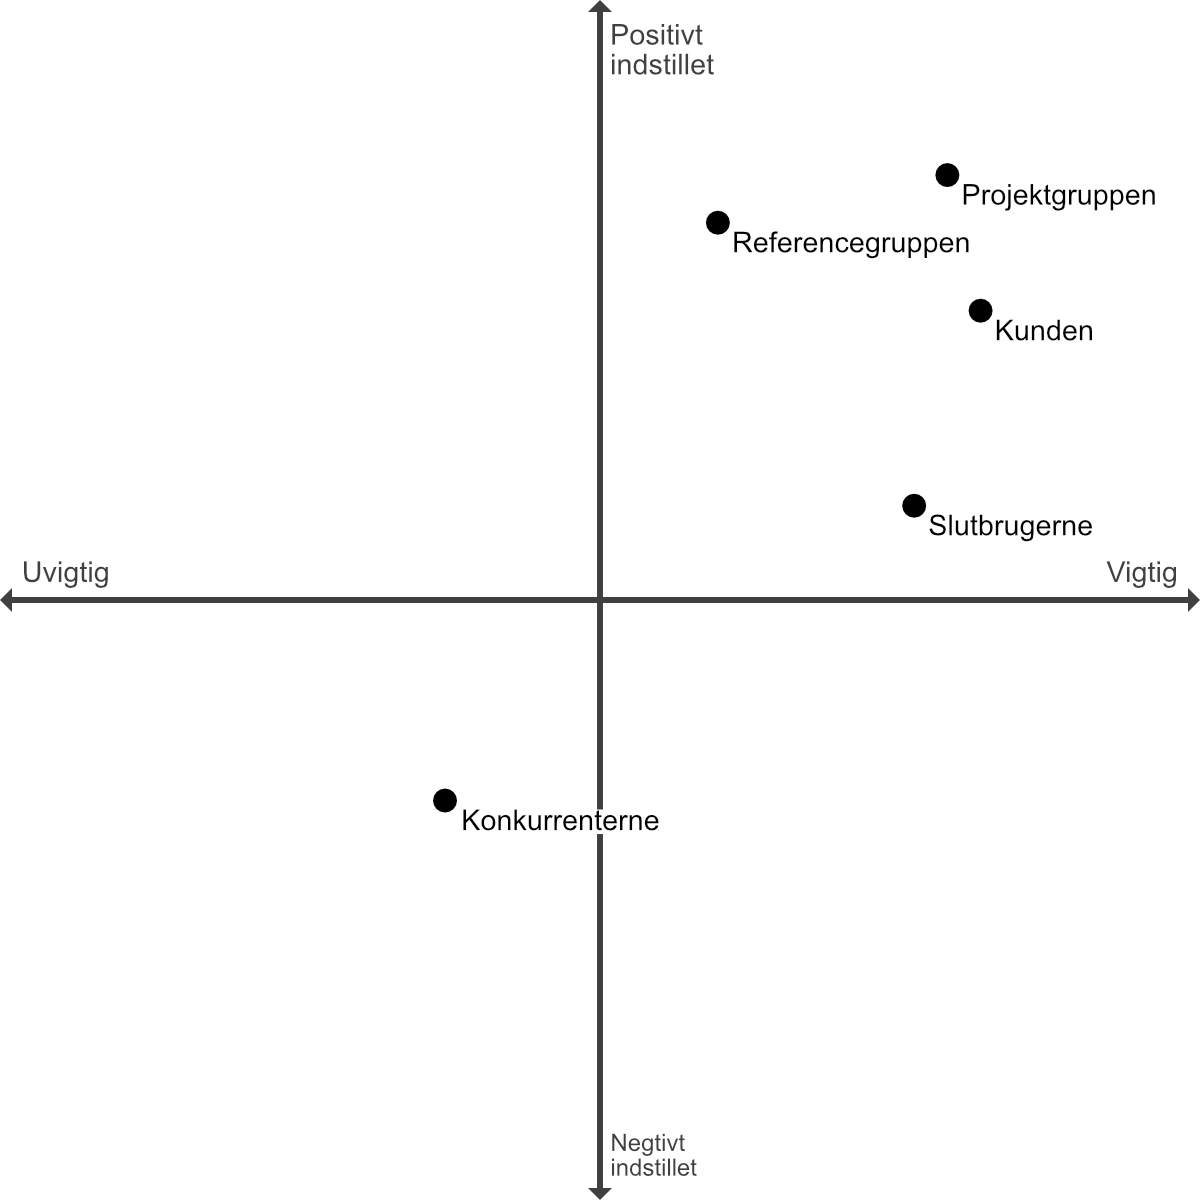 Positivt
indstillet
Projektgruppen
Referencegruppen
Kunden
Slutbrugerne
Uvigtig
Vigtig
Konkurrenterne
Negtivt
indstillet